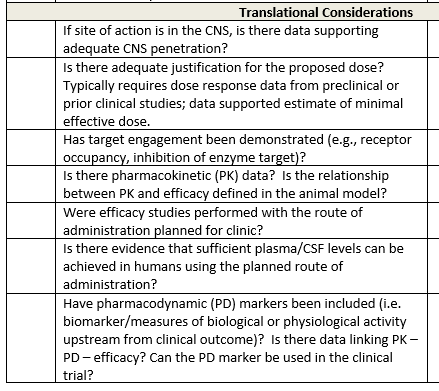 Translational Considerations
If site of action is in the CNS, is there data supporting
adequate CNS penetration?
Is there adequate justification for the proposed dose?
Typically requires dose response data from preclinical or
prior clinical studies; data supported estimate of minimal
effective dose.
Has target engagement been demonstrated (e.g., receptor
occupancy, inhibition of enzyme target)?
Is there pharmacokinetic (PK) data?  Is the relationship
between PK and efficacy defined in the animal model?
Were efficacy studies performed with the route of
administration planned for clinic?
Is there evidence that sufficient plasma/CSF levels can be
achieved in humans using the planned route of
administration?
Have pharmacodynamic (PD) markers been included (i.e.
biomarker/measures of biological or physiological activity
upstream from clinical outcome)?  Is there data linking PK –
PD – efficacy? Can the PD marker be used in the clinical
trial?